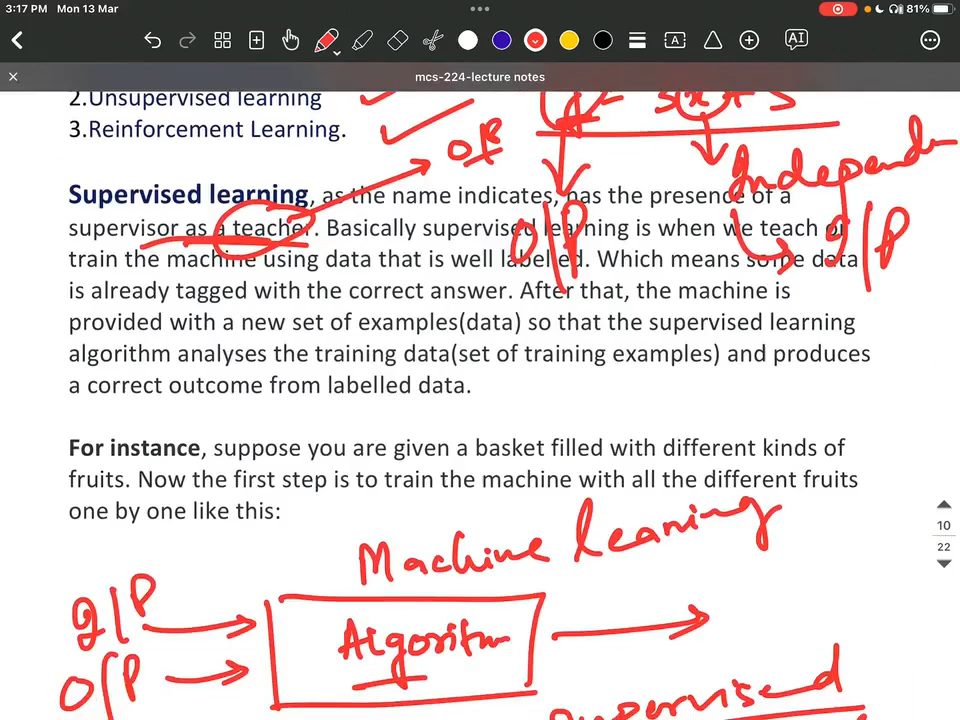 3:17 PM Mon 13 Mar
81%
A
AI
mcs-224-lecture notes
2.Unsupervised learning
3.Reinforcement Learning.
O/P
Independ
Supervised learning, as the name indicates, has the presence of a
supervisor as a teacher. Basically supervised learning is when we teach or
O/P
I/P
train the machine using data that is well labelled. Which means some data
is already tagged with the correct answer. After that, the machine is
provided with a new set of examples(data) so that the supervised learning
algorithm analyses the training data(set of training examples) and produces
a correct outcome from labelled data.
For instance, suppose you are given a basket filled with different kinds of
fruits. Now the first step is to train the machine with all the different fruits
one by one like this:
10
22
Machine leaning
I/P
Algoritm
O/P
Supervised